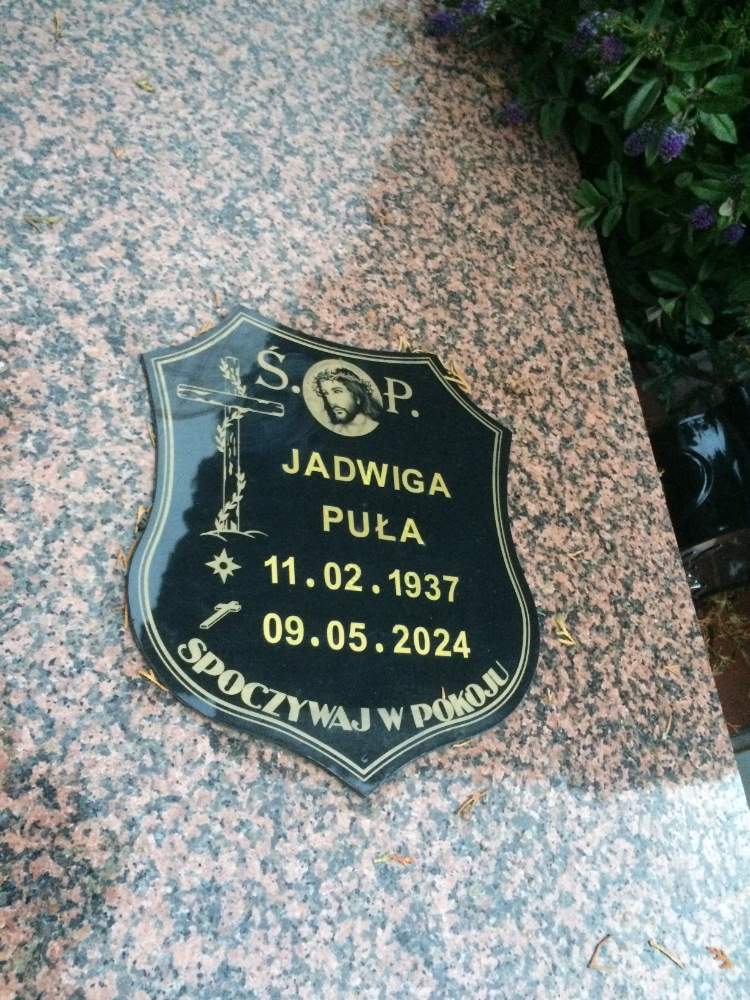 Ś. P.
JADWIGA
PUŁA
11.02.1937
09.05.2024
SPOCZYWAJ W POKOJU